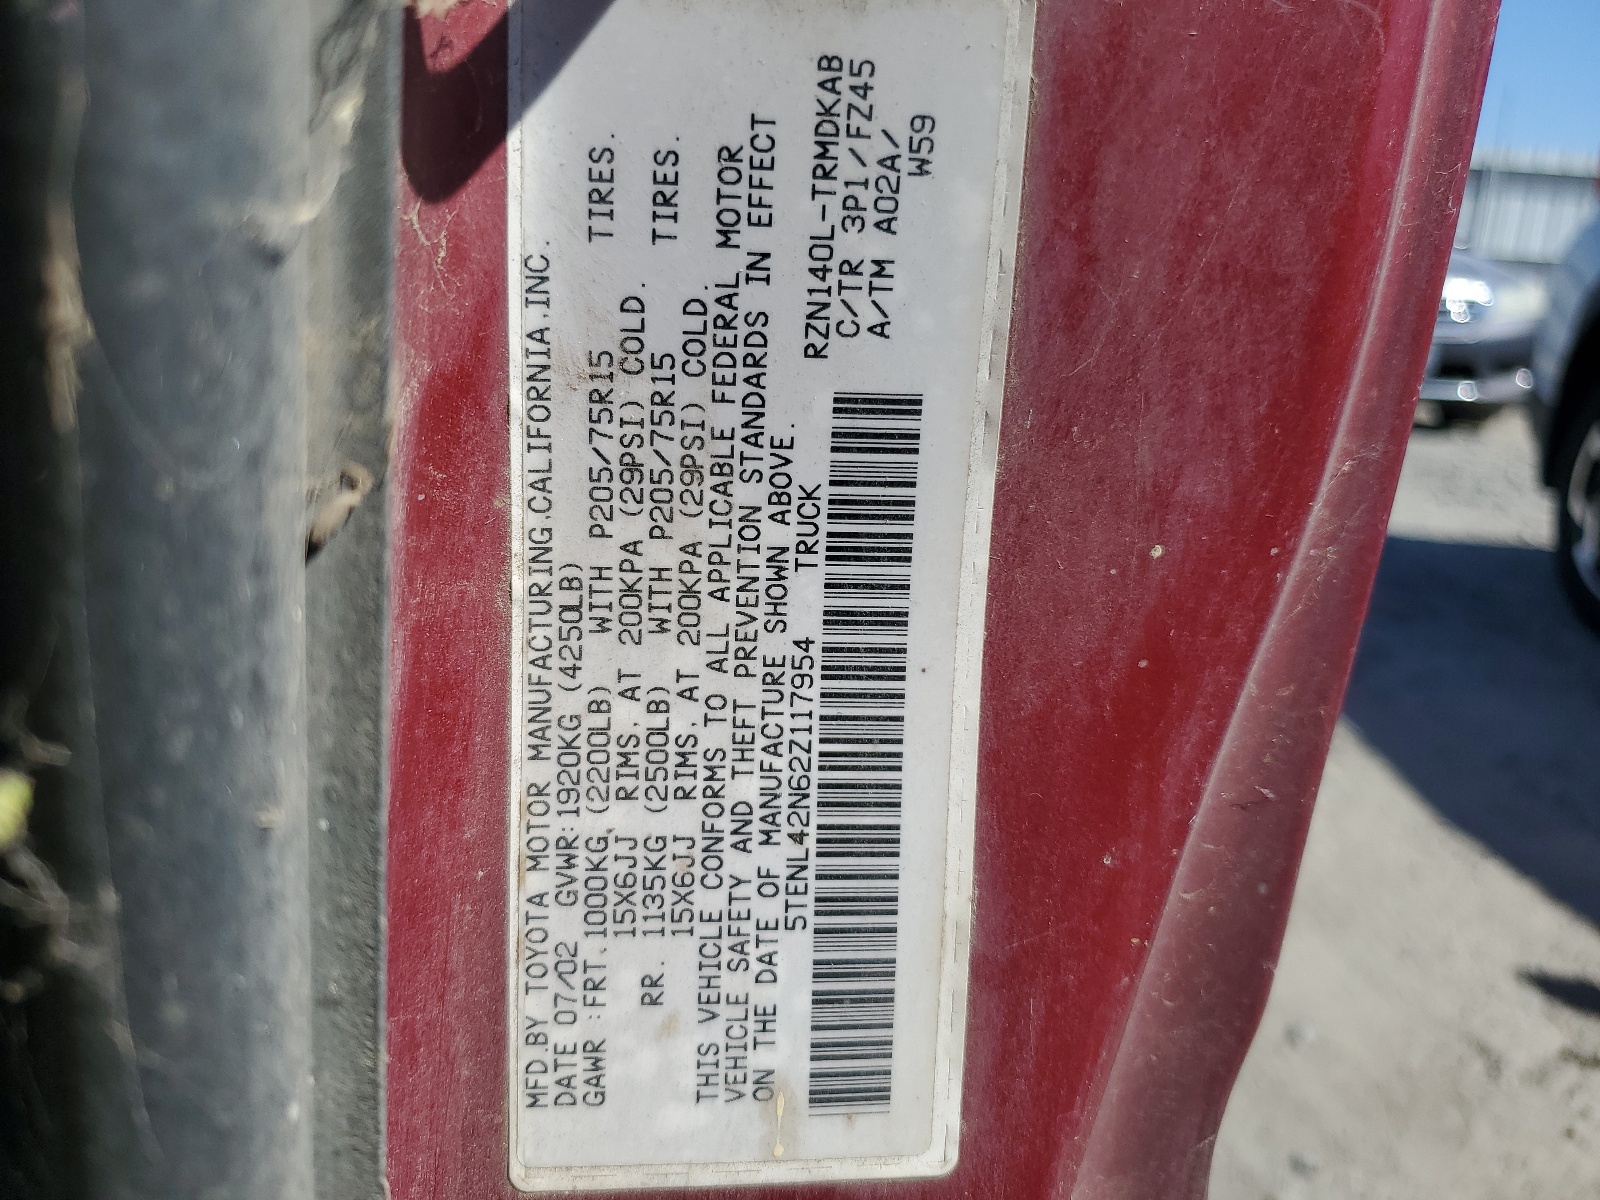 MFD.BY TOYOTA MOTOR MANUFACTURING.CALIFORNIA.INC.
DATE 07/02 GVWR:1920KG (4250LB)
GAWR :FRT.1000KG.(2200LB) WITH P205/75R15 TIRES.
15X6JJ RIMS, AT 200KPA (29PSI) COLD.
RR. 1135KG (2500LB) WITH P205/75R15 TIRES.
15X6JJ RIMS, AT 200KPA (29PSI) COLD.
THIS VEHICLE CONFORMS TO ALL APPLICABLE FEDERAL MOTOR
VEHICLE SAFETY AND THEFT PREVENTION STANDARDS IN EFFECT
ON THE DATE OF MANUFACTURE SHOWN ABOVE.
5TENL42N62Z117954 TRUCK
RZN140L-TRMDKAB
C/TR 3P1/FZ45
A/TM A02A/
W59